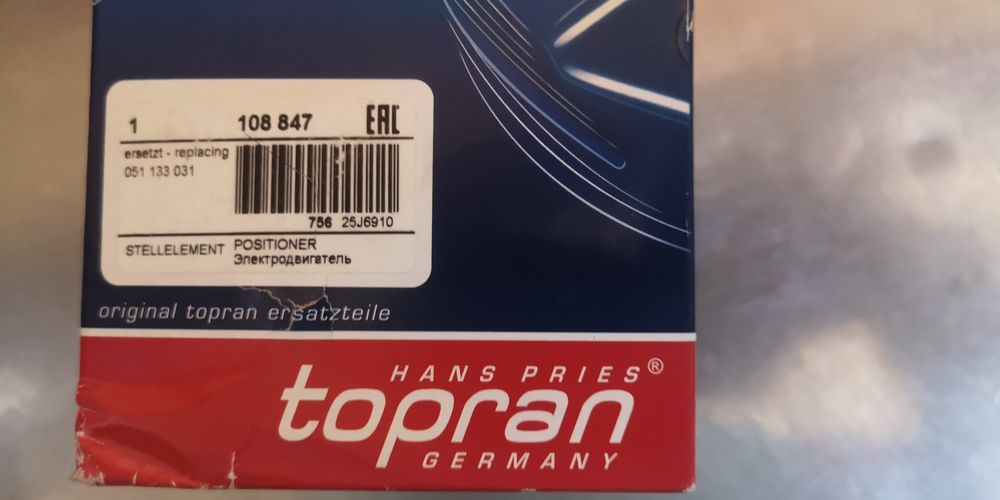 1 108 847 EAC
ersetzt - replacing
051 133 031
756 25J6910
STELLELEMENT POSITIONER
Электродвигатель
original topran ersatzteile
HANS PRIES®
topran
GERMANY